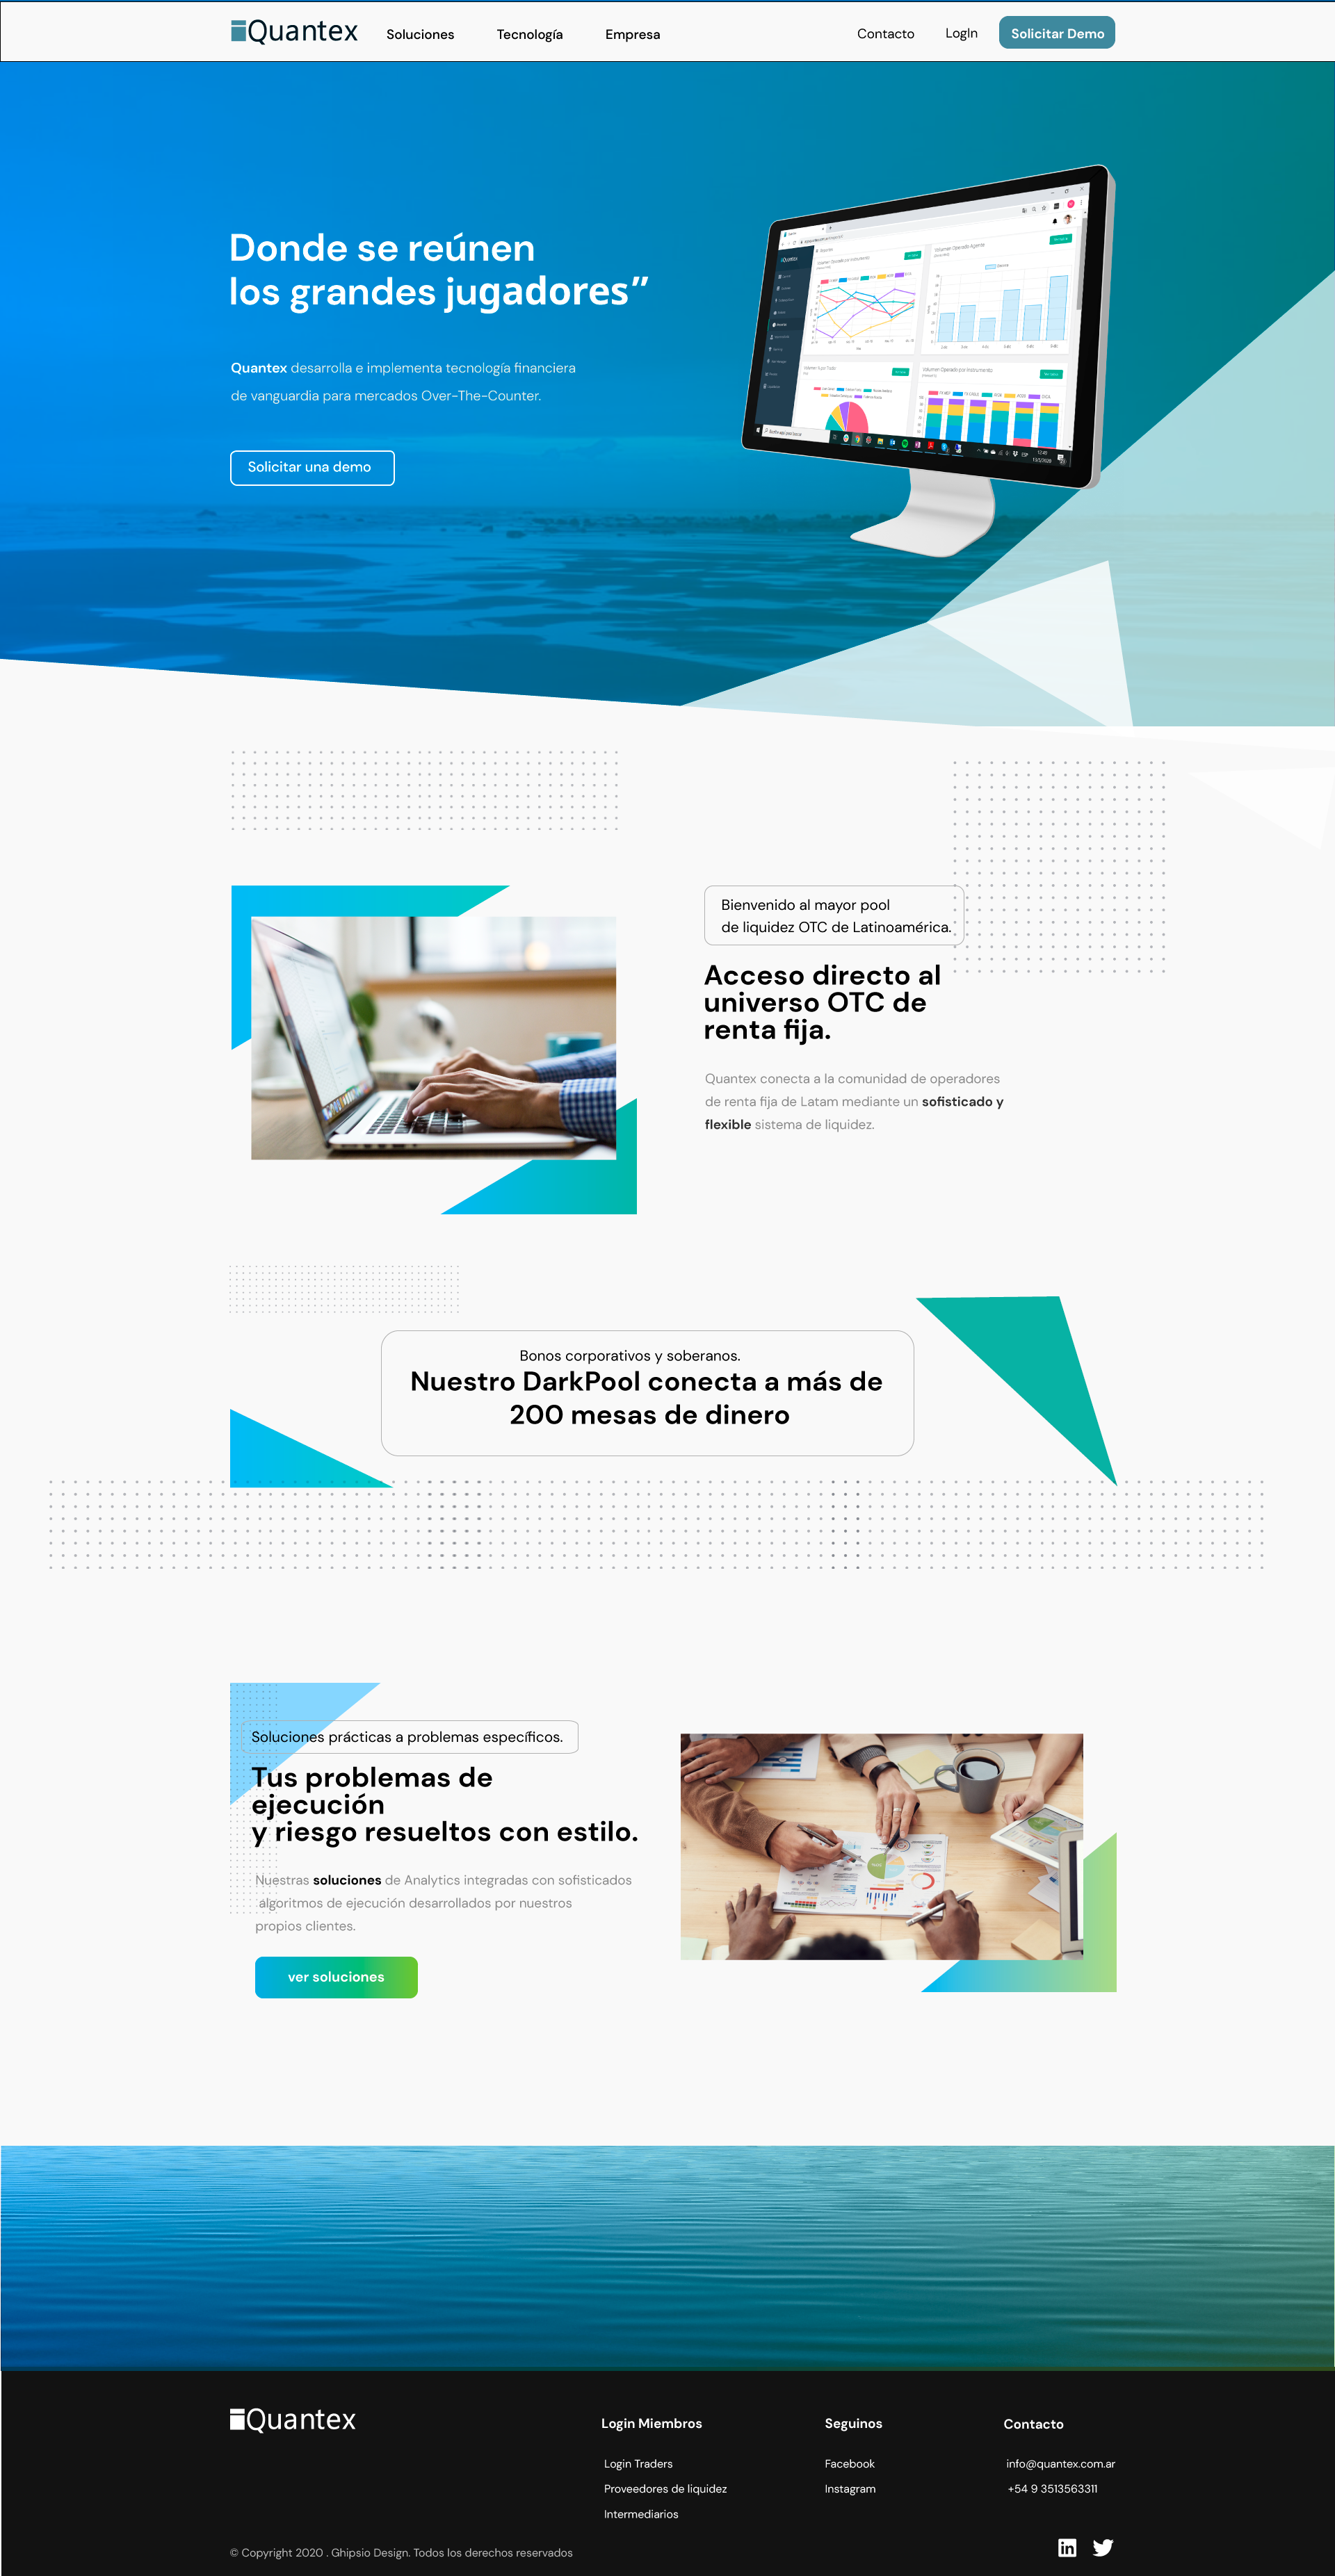 Quantex
Soluciones
Tecnología
Empresa
Contacto
LogIn
Solicitar Demo
Donde se reúnen
los grandes jugadores”
Quantex desarrolla e implementa tecnología financiera
de vanguardia para mercados Over-The-Counter.
Solicitar una demo
Quantex
Bienvenido al mayor pool
de liquidez OTC de Latinoamérica.
Acceso directo al
universo OTC de
renta fija.
Quantex conecta a la comunidad de operadores
de renta fija de Latam mediante un sofisticado y
flexible sistema de liquidez.
Bonos corporativos y soberanos.
Nuestro DarkPool conecta a más de
200 mesas de dinero
Soluciones prácticas a problemas específicos.
Tus problemas de
ejecución
y riesgo resueltos con estilo.
Nuestras soluciones de Analytics integradas con sofisticados
algoritmos de ejecución desarrollados por nuestros
propios clientes.
ver soluciones
Quantex
Login Miembros
Login Traders
Proveedores de liquidez
Intermediarios
Seguinos
Facebook
Instagram
Contacto
info@quantex.com.ar
+54 9 3513563311
© Copyright 2020 . Ghipsio Design. Todos los derechos reservados